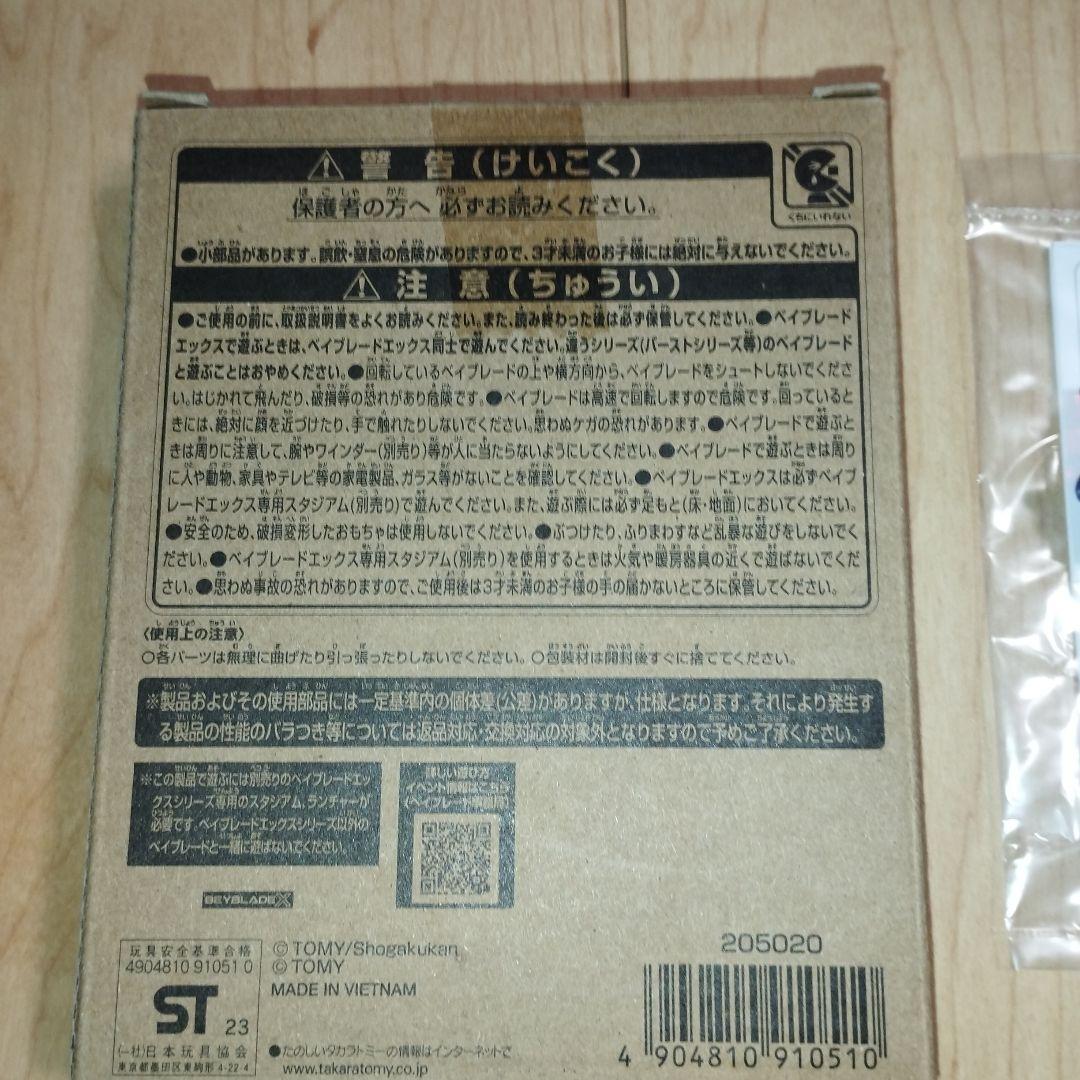 警告(けいこく)
保護者の方へ 必ずお読みください。
くちにいれない
●小部品があります。誤飲・窒息の危険がありますので、3才未満のお子様には絶対に与えないでください。
注意(ちゅうい)
●ご使用の前に、取扱説明書をよくお読みください。また、読み終わった後は必ず保管してください。●ベイブレード
エックスで遊ぶときは、ベイブレードエックス同士で遊んでください。違うシリーズ(バーストシリーズ等)のベイブレード
と遊ぶことはおやめください。●回転しているベイブレードの上や横方向から、ベイブレードをシュートしないでくださ
い。はじかれて飛んだり、破損等の恐れがあり危険です。●ベイブレードは高速で回転しますので危険です。回っていると
きには、絶対に顔を近づけたり、手で触れたりしないでください。思わぬケガの恐れがあります。●ベイブレードで遊ぶと
きは周りに注意して、腕やワインダー(別売り)等が人に当たらないようにしてください。●ベイブレードで遊ぶときは周り
に人や動物、家具やテレビ等の家電製品、ガラス等がないことを確認してください。●ベイブレードエックスは必ずベイブ
レードエックス専用スタジアム(別売り)で遊んでください。また、遊ぶ際には必ず足もと(床・地面)においてください。
●安全のため、破損変形したおもちゃは使用しないでください。●ぶつけたり、ふりまわすなど乱暴な遊びをしないでく
ださい。●ベイブレードエックス専用スタジアム(別売り)を使用するときは火気や暖房器具の近くで遊ばないでくだ
さい。●思わぬ事故の恐れがありますので、ご使用後は3才未満のお子様の手の届かないところに保管してください。
〈使用上の注意〉
○各パーツは無理に曲げたり引っ張ったりしないでください。○包装材は開封後すぐに捨ててください。
※製品およびその使用部品には一定基準内の個体差(公差)がありますが、仕様となります。それにより発生す
る製品の性能のバラつき等については返品対応・交換対応の対象外となりますので予めご了承ください。
※この製品で遊ぶには別売りのベイブレードエッ
クスシリーズ専用のスタジアム、ランチャーが
必要です。ベイブレードエックスシリーズ以外の
ベイブレードと一緒に遊ばないでください。
詳しい遊び方
イベント情報はこちら
BEYBLADE X
玩具安全基準合格
4904810 91051 0
ST 23
(一社)日本玩具協会
東京都墨田区東駒形 4-22-4
© TOMY/Shogakukan
© TOMY
MADE IN VIETNAM
●たのしいタカラトミーの情報はインターネットで
www.takaratomy.co.jp
205020
4 904810 910510